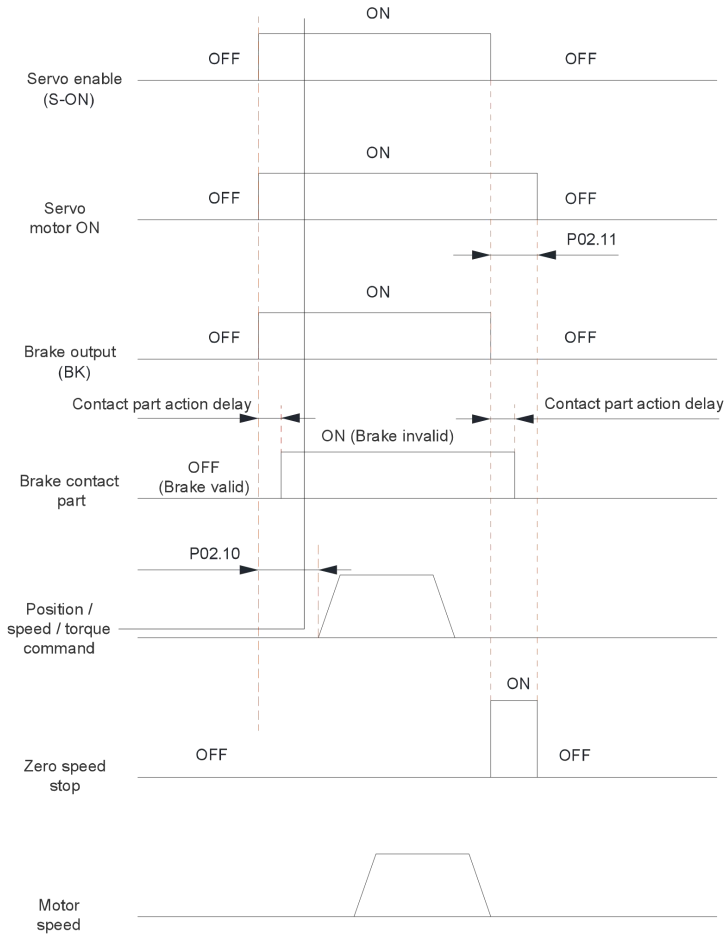 ON
OFF
OFF
Servo enable
(S-ON)
ON
OFF
OFF
Servo
motor ON
P02.11
ON
OFF
OFF
Brake output
(BK)
Contact part action delay
Contact part action delay
ON (Brake invalid)
OFF
(Brake valid)
Brake contact
part
P02.10
Position /
speed / torque
command
ON
OFF
OFF
Zero speed
stop
Motor
speed